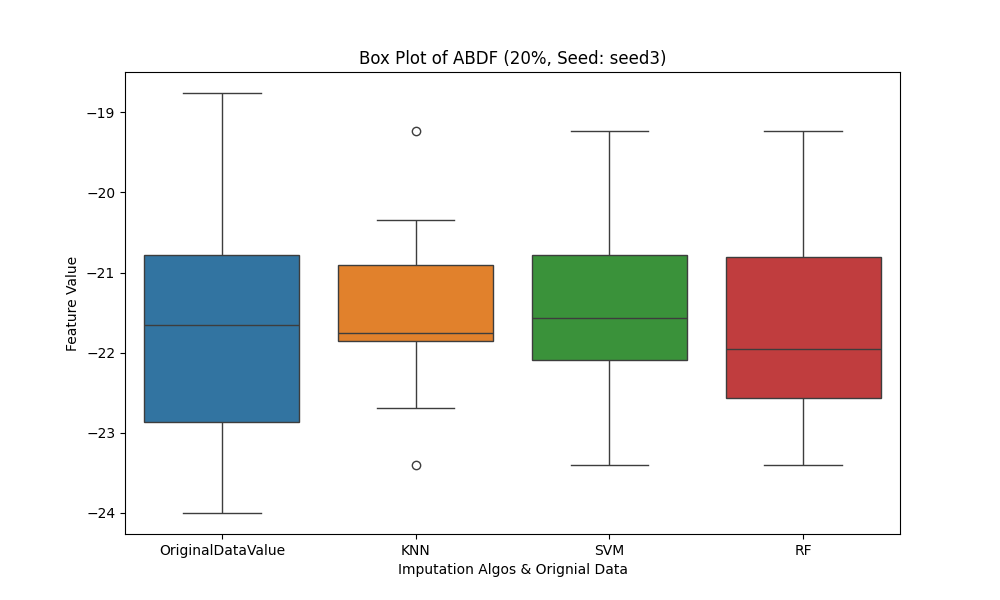 Box Plot of ABDF (20%, Seed: seed3)
−19
−20
−21
−22
−23
−24
Feature Value
OriginalDataValue KNN SVM RF
Imputation Algos & Orignial Data